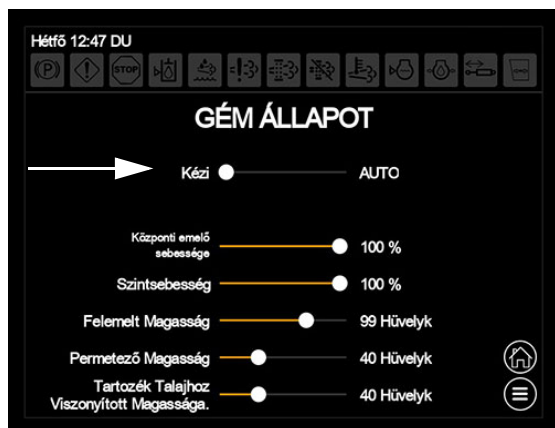 Hétfő 12:47 DU
STOP
GÉM ÁLLAPOT
Kézi AUTO
Központi emelő
sebessége 100 %
Szintsebesség 100 %
Felemelt Magasság 99 Hüvelyk
Permetező Magasság 40 Hüvelyk
Tartozék Talajhoz
Viszonyított Magassága. 40 Hüvelyk